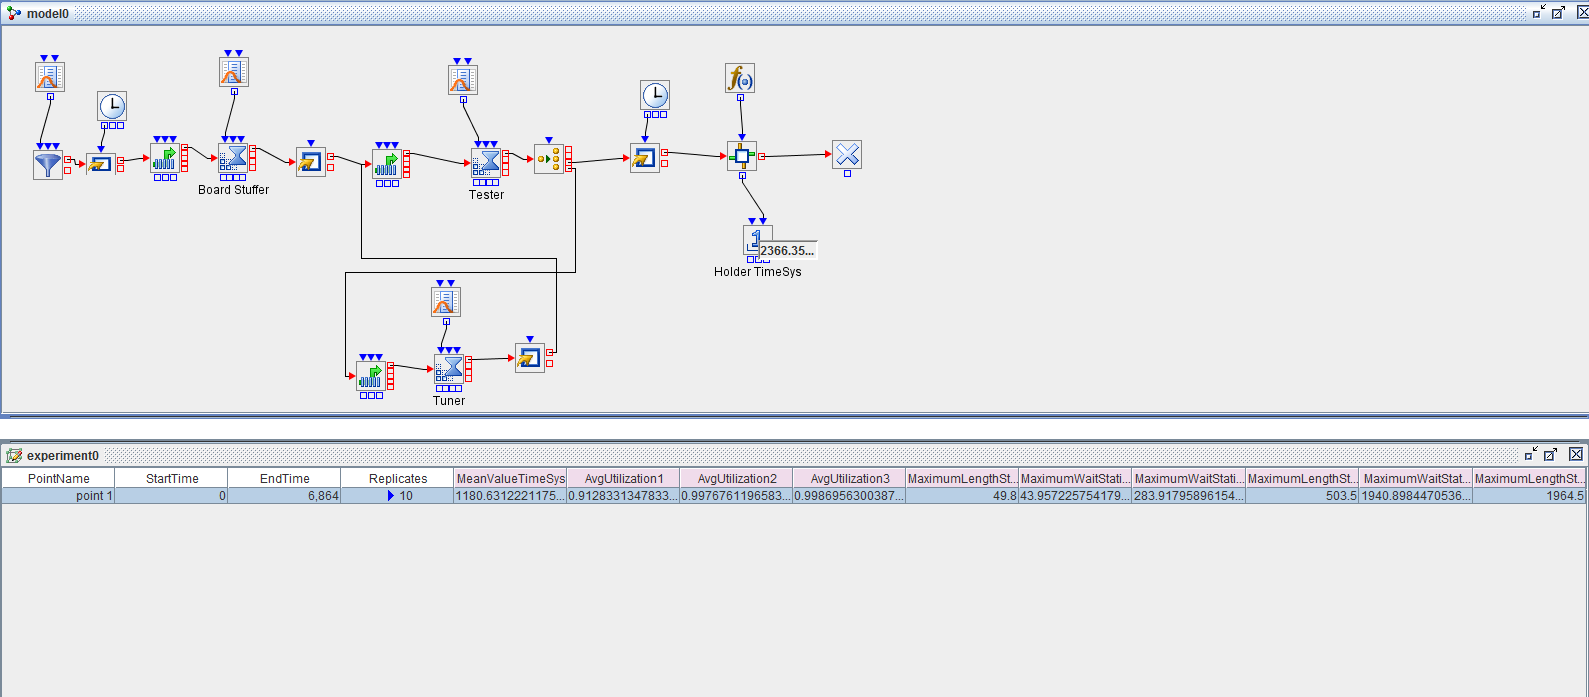 model0
f(o)
Board Stuffer
Tester
1
2366.35...
Holder TimeSys
Tuner
experiment0
PointName StartTime EndTime Replicates MeanValueTimeSys AvgUtilization1 AvgUtilization2 AvgUtilization3 MaximumLengthSt... MaximumWaitStati... MaximumWaitStati... MaximumLengthSt... MaximumWaitStat... MaximumLengthSt...
point 1 0 6,864 10 1180.6312221175... 0.9128331347833... 0.9976761196583... 0.9986956300387... 49.8 43.957225754179... 283.91795896154... 503.5 1940.8984470536... 1964.5